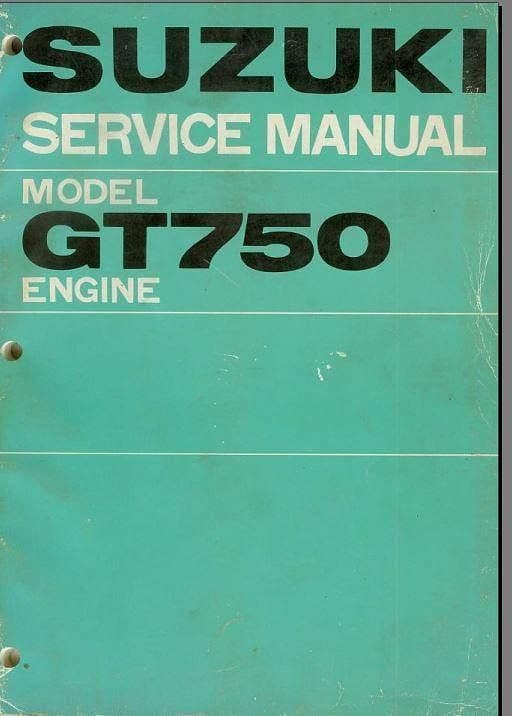 SUZUKI
SERVICE MANUAL
MODEL
GT750
ENGINE